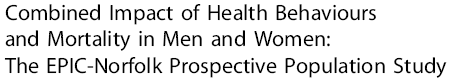 Combined Impact of Health Behaviours
and Mortality in Men and Women:
The EPIC-Norfolk Prospective Population Study